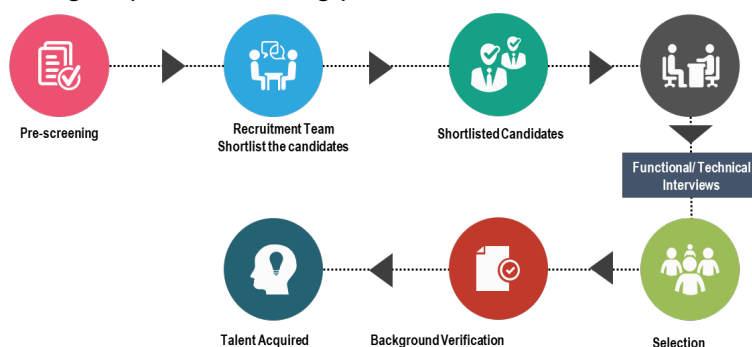 Pre-screening
Recruitment Team
Shortlist the candidates
Shortlisted Candidates
Functional/ Technical
Interviews
Talent Acquired
Background Verification
Selection